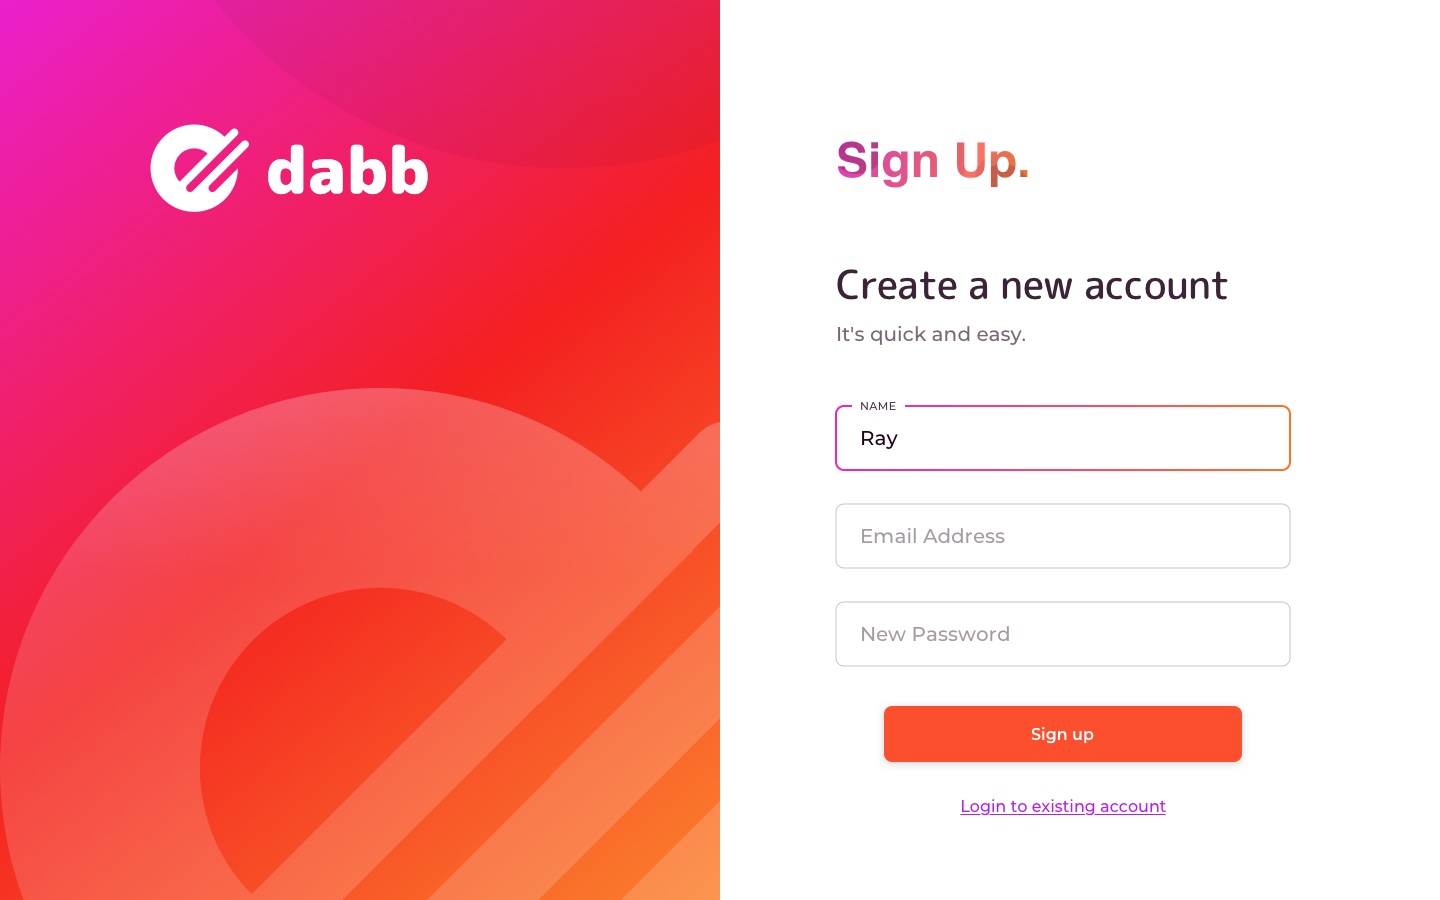 dabb
Sign Up.
Create a new account
It's quick and easy.
NAME
Ray
Email Address
New Password
Sign up
Login to existing account